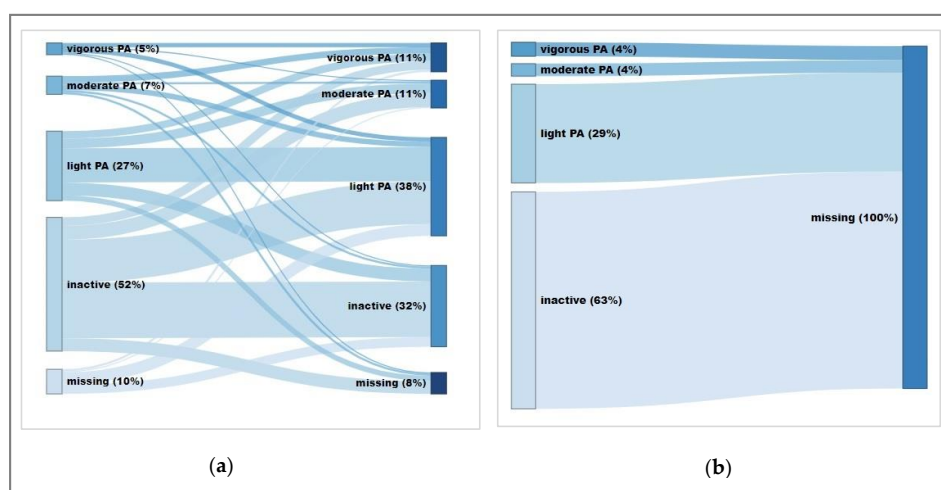 vigorous PA (5%)
vigorous PA (11%)
moderate PA (7%)
moderate PA (11%)
light PA (27%)
light PA (38%)
inactive (52%)
inactive (32%)
missing (10%)
missing (8%)
(a)
vigorous PA (4%)
moderate PA (4%)
light PA (29%)
missing (100%)
inactive (63%)
(b)